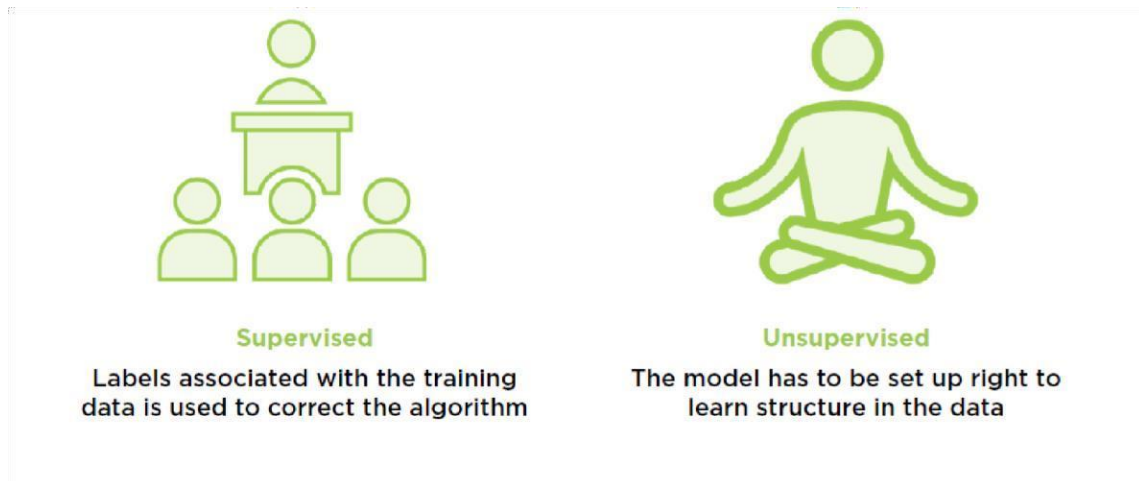 Supervised
Labels associated with the training
data is used to correct the algorithm
Unsupervised
The model has to be set up right to
learn structure in the data